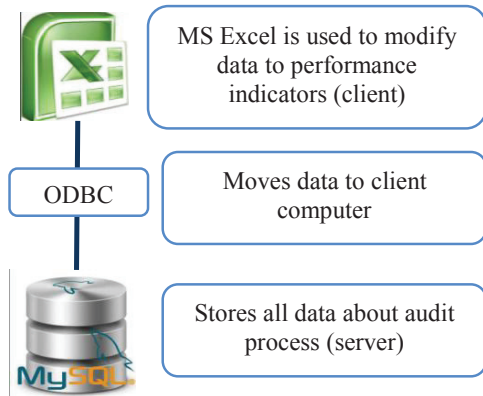 MS Excel is used to modify
data to performance
indicators (client)
ODBC
Moves data to client
computer
Stores all data about audit
process (server)
MySQL®